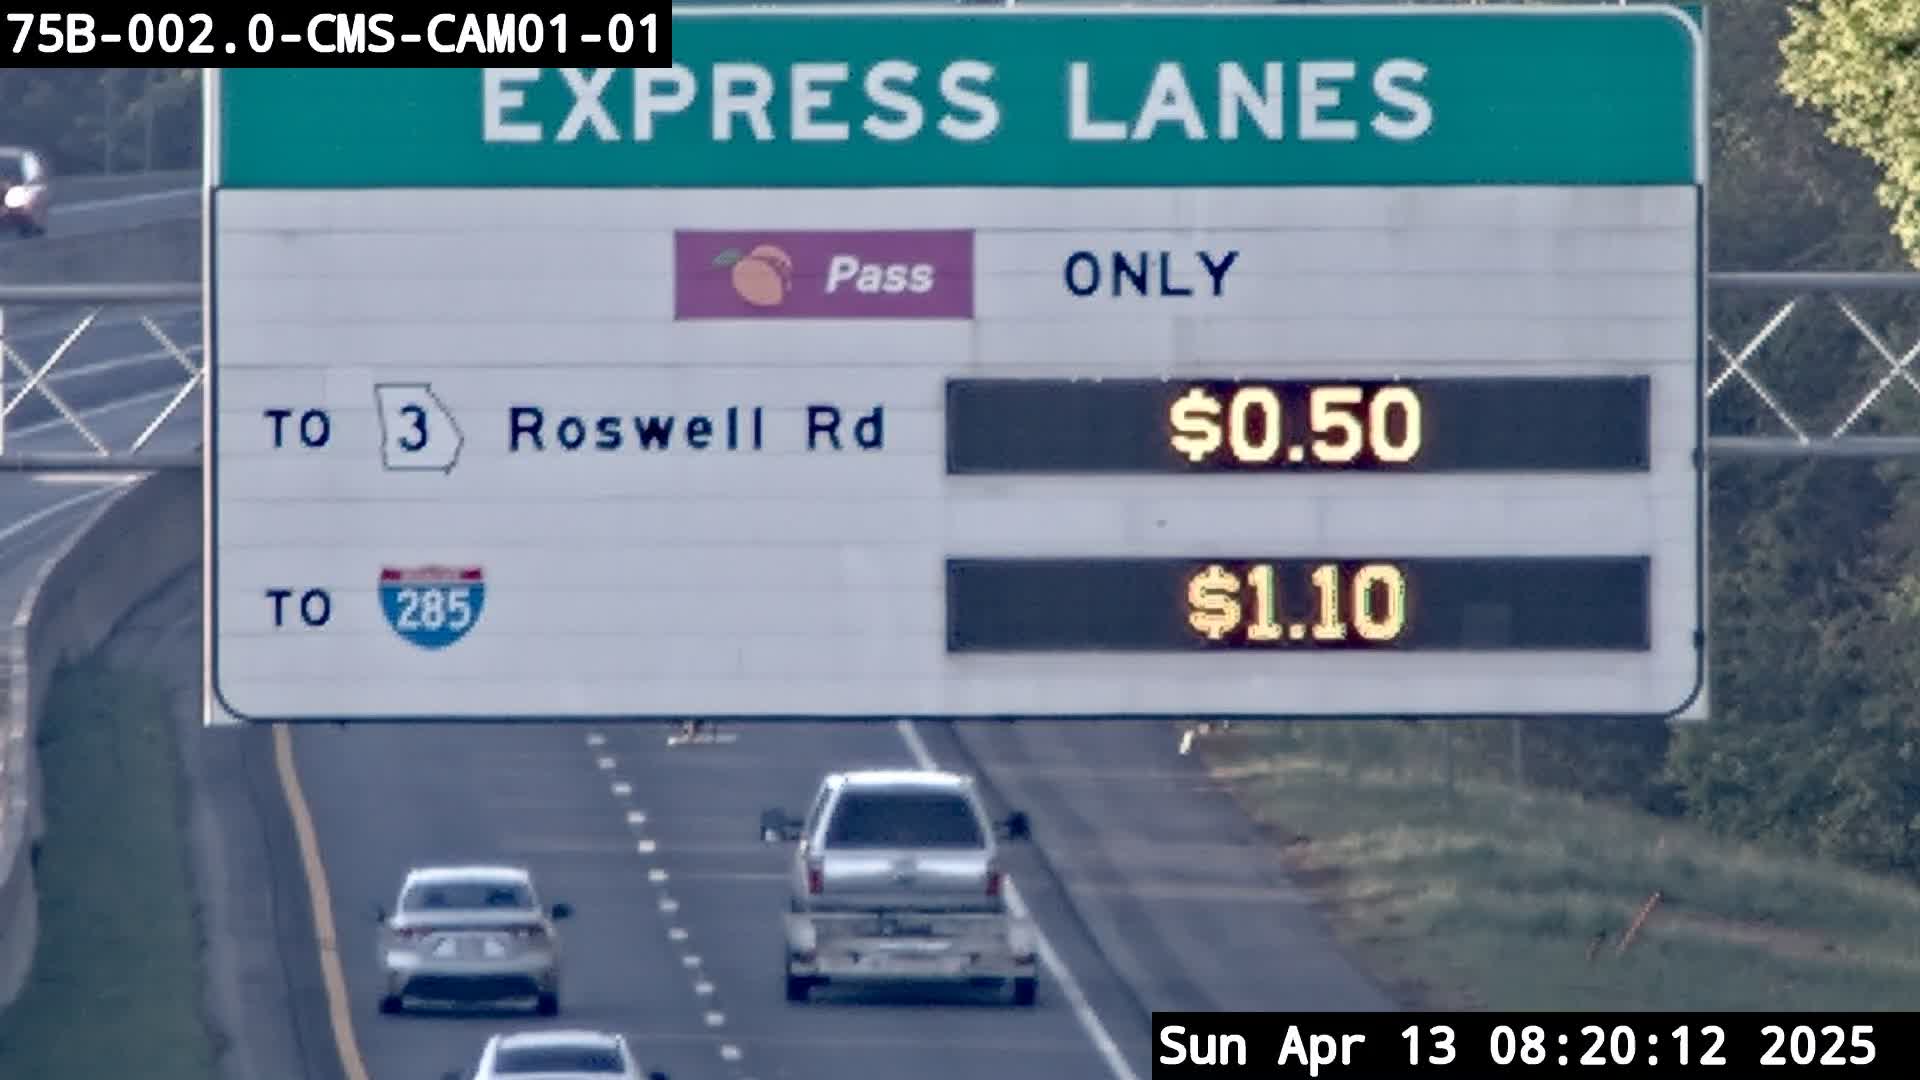 75B-002.0-CMS-CAM01-01
EXPRESS LANES
Pass ONLY
TO 3 Roswell Rd $0.50
TO 285 $1.10
Sun Apr 13 08:20:12 2025